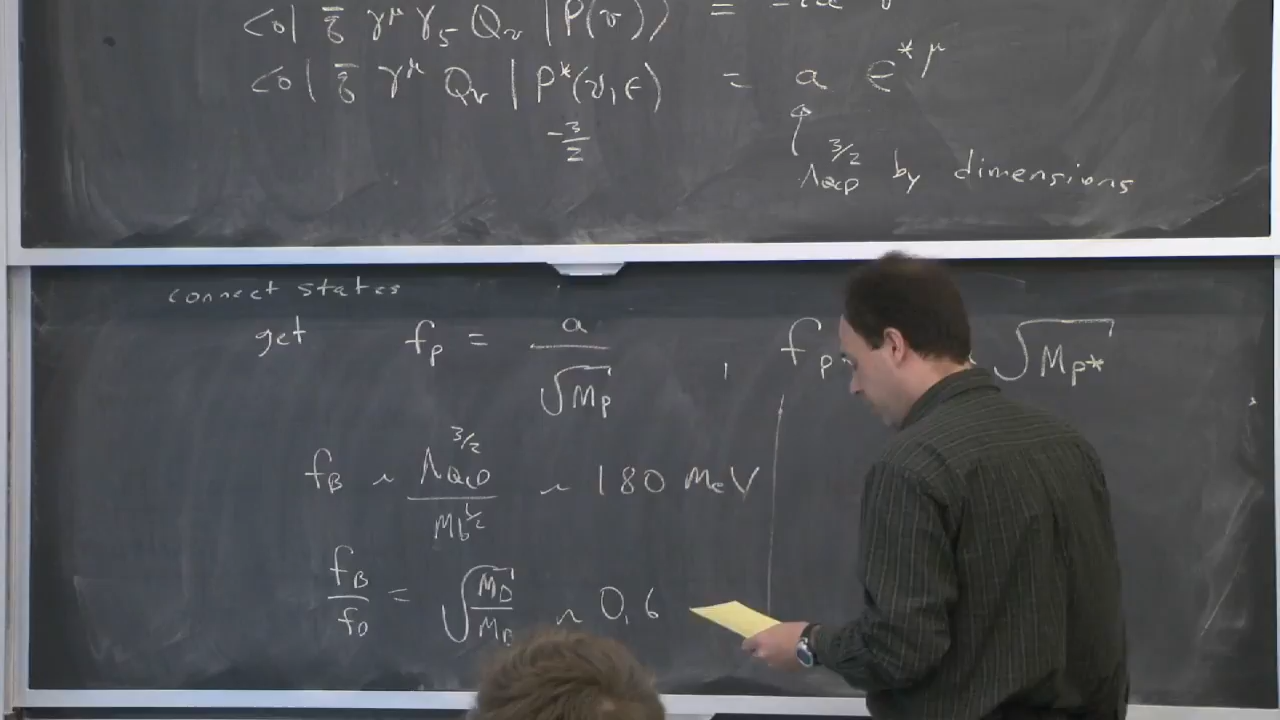 <0| q̄ γ^μ γ_5 Q_v |P(v)> = -i a v
<0| q̄ γ^μ Q_v |P*(v,ε)> = a ε*^μ
-3/2
Λ_QCD^{3/2} by dimensions
connect states
get f_P = a/√M_P , f_P* √M_P*
f_B ~ Λ_QCD^{3/2}/M_b^{1/2} ~ 180 MeV
f_B/f_D = √(M_D/M_B) ~ 0.6